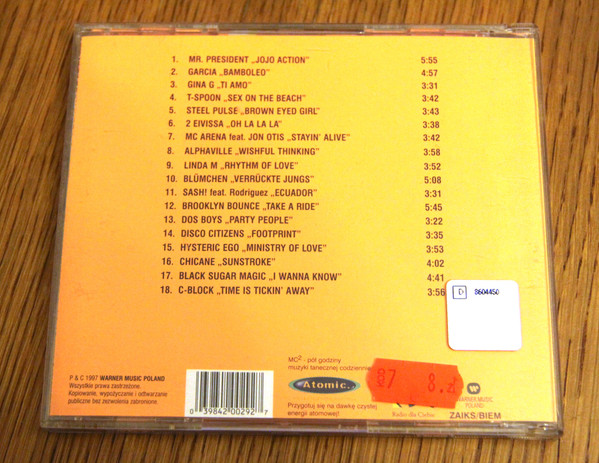 1. MR. PRESIDENT „JOJO ACTION" 5:55
2. GARCIA „BAMBOLEO" 4:57
3. GINA G „TI AMO" 3:31
4. T-SPOON „SEX ON THE BEACH" 3:42
5. STEEL PULSE „BROWN EYED GIRL" 3:43
6. 2 EIVISSA „OH LA LA LA" 3:38
7. MC ARENA feat. JON OTIS „STAYIN' ALIVE" 3:42
8. ALPHAVILLE „WISHFUL THINKING" 3:58
9. LINDA M „RHYTHM OF LOVE" 3:52
10. BLÜMCHEN „VERRÜCKTE JUNGS" 5:08
11. SASH! feat. Rodriguez „ECUADOR" 3:31
12. BROOKLYN BOUNCE „TAKE A RIDE" 5:45
13. DOS BOYS „PARTY PEOPLE" 3:22
14. DISCO CITIZENS „FOOTPRINT" 3:35
15. HYSTERIC EGO „MINISTRY OF LOVE" 3:53
16. CHICANE „SUNSTROKE" 4:02
17. BLACK SUGAR MAGIC „I WANNA KNOW" 4:41
18. C-BLOCK „TIME IS TICKIN' AWAY" 3:56
D 8604450
MC² - pół godziny
muzyki tanecznej codziennie
P & C 1997 WARNER MUSIC POLAND
Wszystkie prawa zastrzeżone.
Kopiowanie, wypożyczanie i odtwarzanie
publiczne bez zezwolenia zabronione.
0 39842 00292 7
Atomic
87 8.zł
Przygotuj się na dawkę czystej
energii atomowej!
Radio dla Ciebie
WARNER MUSIC
POLAND
ZAIKS/BIEM